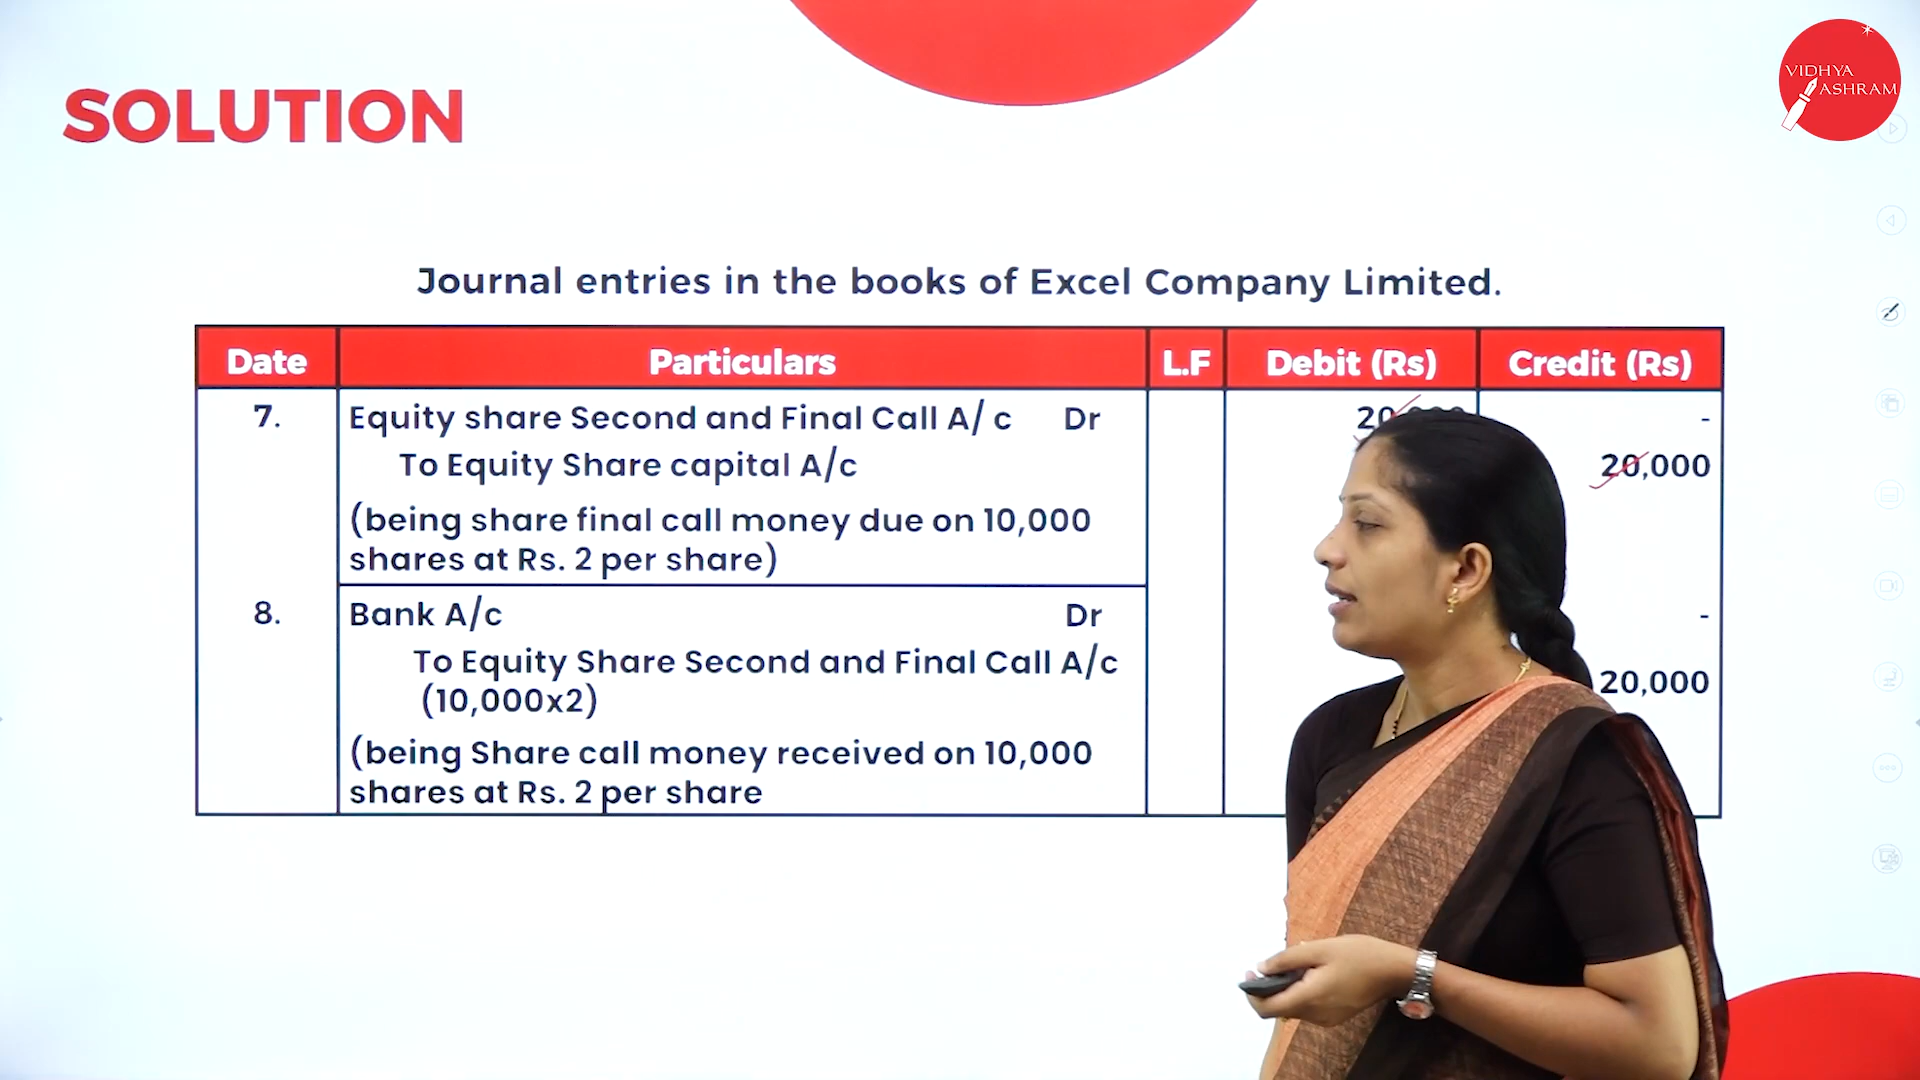 VIDHYA
ASHRAM
SOLUTION
Journal entries in the books of Excel Company Limited.
Date Particulars L.F Debit (Rs) Credit (Rs)
7. Equity share Second and Final Call A/ c Dr -
To Equity Share capital A/c 20,000
(being share final call money due on 10,000
shares at Rs. 2 per share)
8. Bank A/c Dr -
To Equity Share Second and Final Call A/c 20,000
(10,000x2)
(being Share call money received on 10,000
shares at Rs. 2 per share